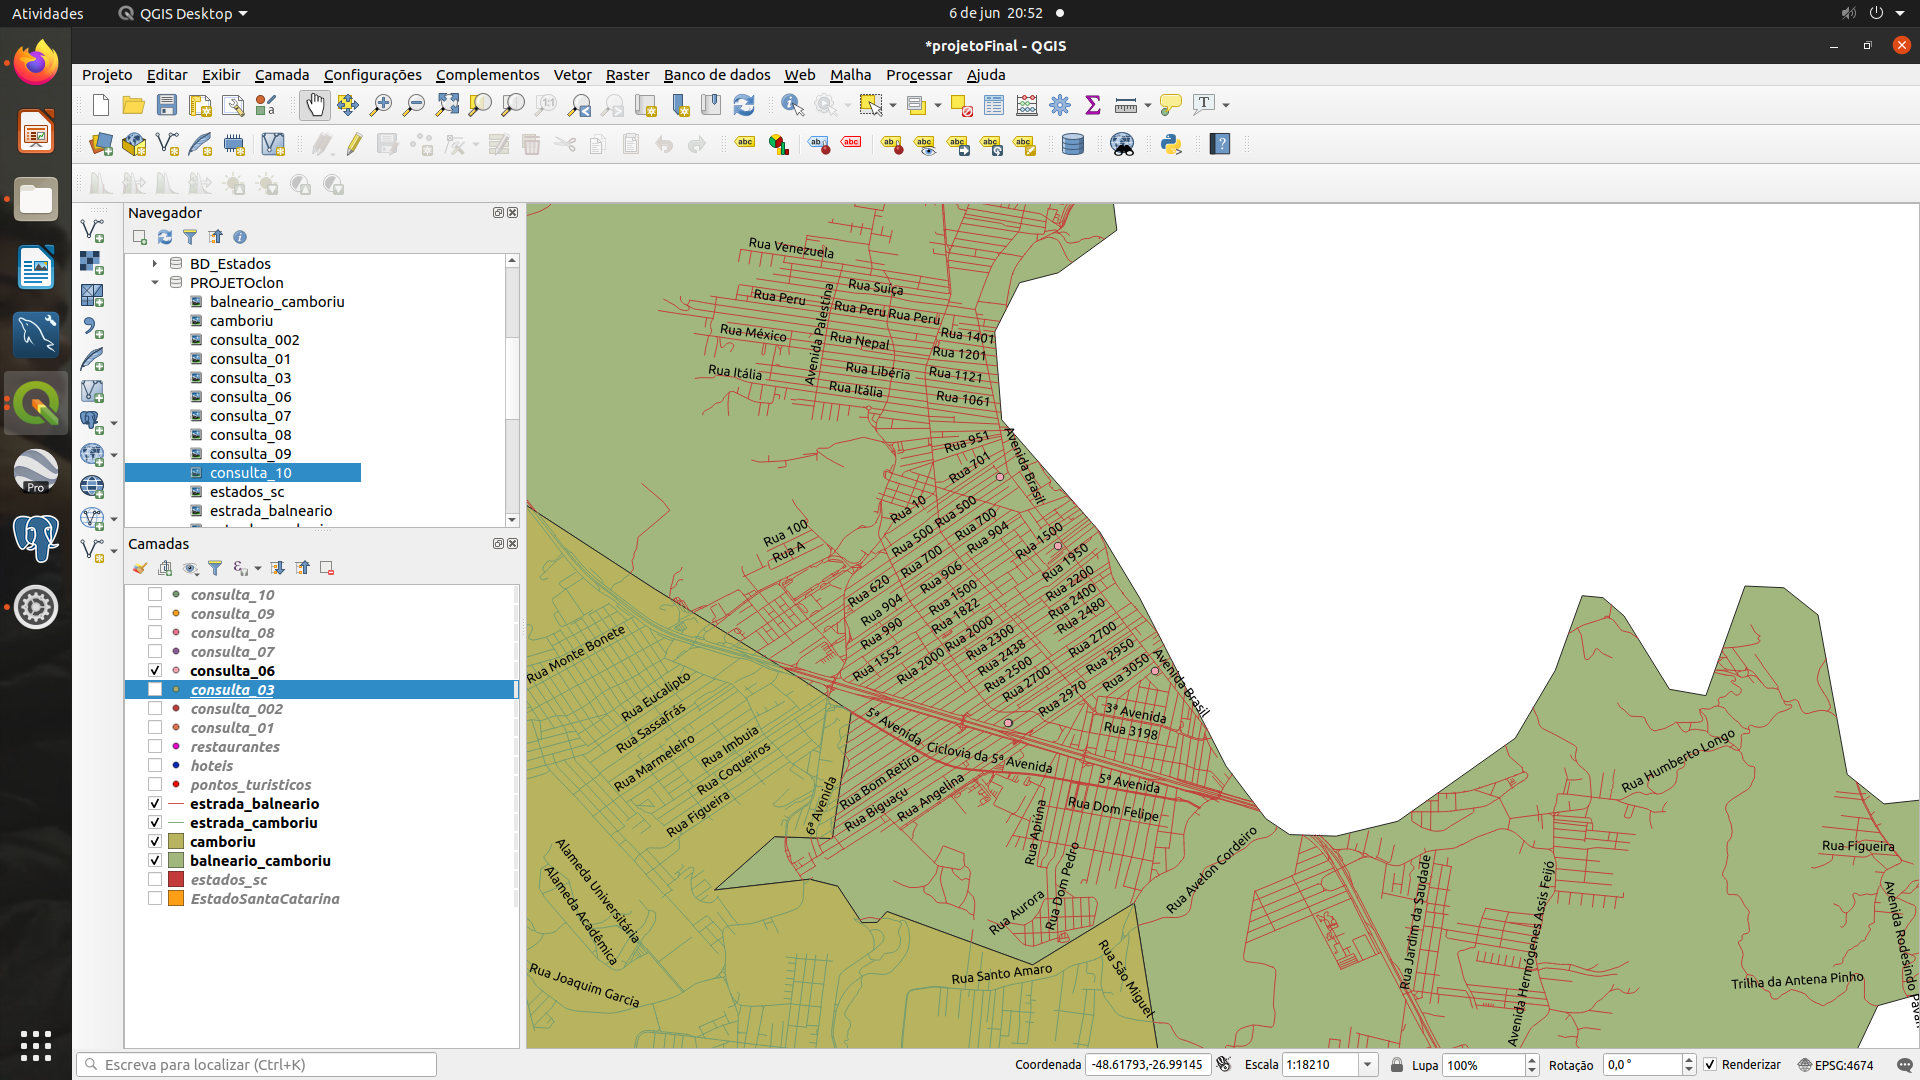 Atividades
QGIS Desktop
6 de jun 20:52
*projetoFinal - QGIS
Projeto Editar Exibir Camada Configurações Complementos Vetor Raster Banco de dados Web Malha Processar Ajuda
Navegador
BD_Estados
PROJETOclon
balneario_camboriu
camboriu
consulta_002
consulta_01
consulta_03
consulta_06
consulta_07
consulta_08
consulta_09
consulta_10
estados_sc
estrada_balneario
Camadas
consulta_10
consulta_09
consulta_08
consulta_07
consulta_06
consulta_03
consulta_002
consulta_01
restaurantes
hoteis
pontos_turisticos
estrada_balneario
estrada_camboriu
camboriu
balneario_camboriu
estados_sc
EstadoSantaCatarina
Pro
Rua Venezuela
Rua Suíça
Rua Peru
Rua Peru
Rua Peru
Avenida Palestina
Rua México
Rua Nepal
Rua 1401
Rua 1201
Rua Itália
Rua Libéria
Rua 1121
Rua Itália
Rua 1061
Rua 951
Avenida Brasil
Rua 701
Rua 10
Rua 500
Rua 700
Rua 100
Rua A
Rua 500
Rua 904
Rua 1500
Rua 700
Rua 1950
Rua 620
Rua 906
Rua 2200
Rua 904
Rua 1500
Rua 2400
Rua 990
Rua 1822
Rua 2480
Rua 2000
Rua 2300
Rua 2700
Rua 1552
Rua 2000
Rua 2438
Rua 2950
Rua 2500
Rua 3050
Avenida Brasil
Rua 2700
Rua 2970
3ª Avenida
Rua 3198
Rua Monte Bonete
Rua Eucalipto
Rua Sassafrás
Rua Imbuia
Rua Marmeleiro
Rua Coqueiros
Rua Figueira
5ª Avenida
Ciclovia da 5ª Avenida
5ª Avenida
6ª Avenida
Rua Bom Retiro
Rua Biguaçu
Rua Angelina
Rua Apiúna
Rua Dom Felipe
Rua Dom Pedro
Rua Avelon Cordeiro
Rua Aurora
Alameda Universitária
Alameda Acadêmica
Rua Joaquim Garcia
Rua Santo Amaro
Rua São Miguel
Rua Humberto Longo
Rua Figueira
Rua Jardim da Saudade
Avenida Hermógenes Assis Feijó
Trilha da Antena Pinho
Avenida Rodesindo Pavan
Escreva para localizar (Ctrl+K)
Coordenada -48.61793,-26.99145 Escala 1:18210 Lupa 100% Rotação 0,0 ° Renderizar EPSG:4674